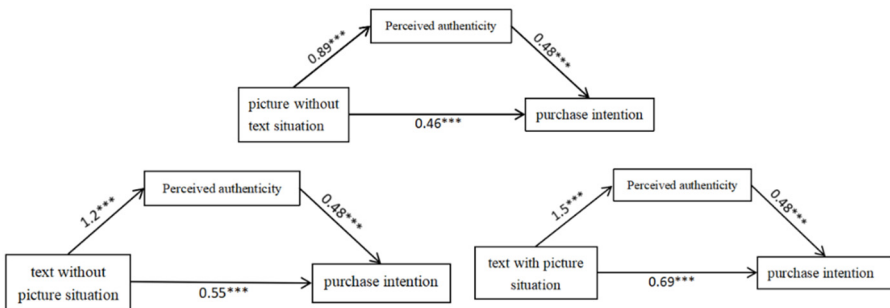 Perceived authenticity
0.89***
0.48***
picture without
text situation
0.46***
purchase intention
Perceived authenticity
1.2***
0.48***
text without
picture situation
0.55***
purchase intention
Perceived authenticity
1.5***
0.48***
text with picture
situation
0.69***
purchase intention